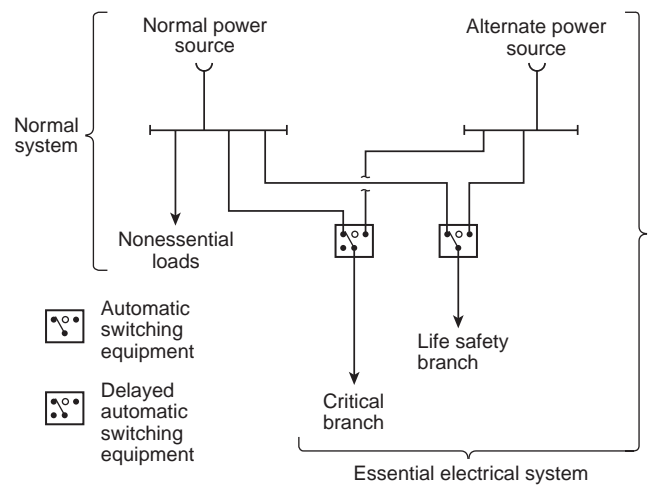 Normal power
source
Alternate power
source
Normal
system
Nonessential
loads
Automatic
switching
equipment
Delayed
automatic
switching
equipment
Life safety
branch
Critical
branch
Essential electrical system